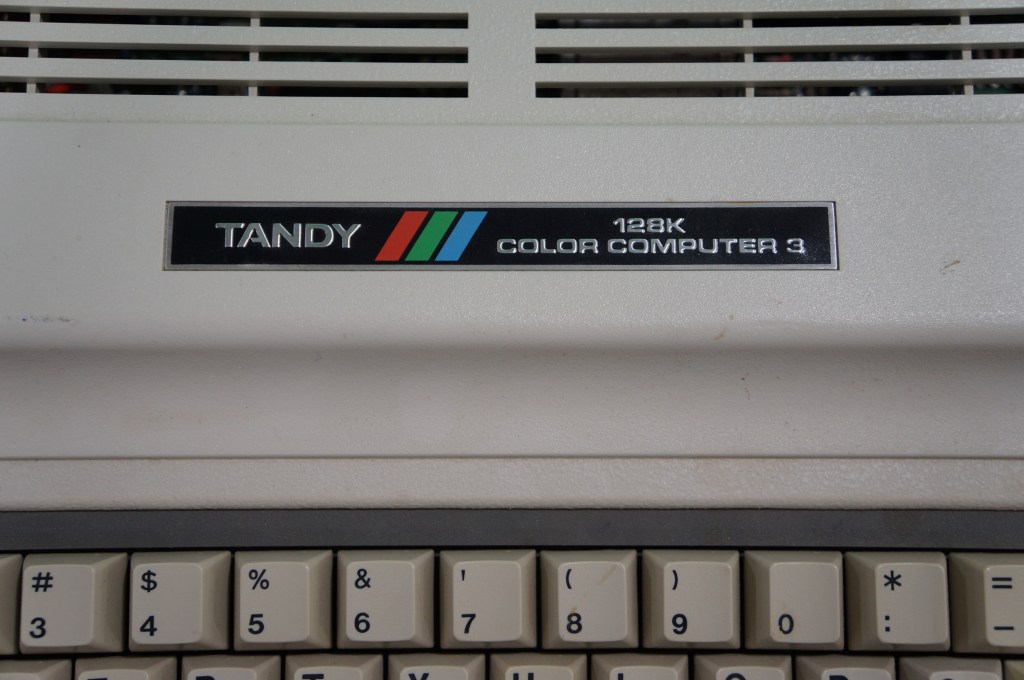 TANDY
128K
COLOR COMPUTER 3
# $ % & ' ( ) * =
3 4 5 6 7 8 9 0 : -